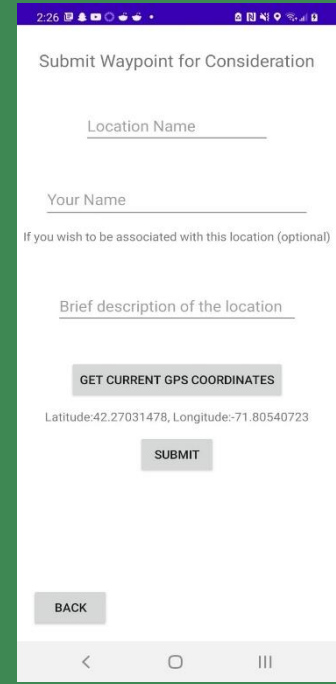 2:26
Submit Waypoint for Consideration
Location Name
Your Name
If you wish to be associated with this location (optional)
Brief description of the location
GET CURRENT GPS COORDINATES
Latitude:42.27031478, Longitude:-71.80540723
SUBMIT
BACK